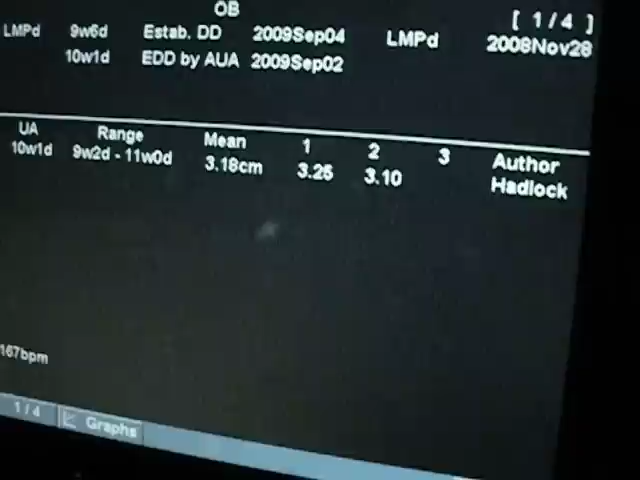 OB [ 1/4 ]
LMPd 9w6d Estab. DD 2009Sep04 LMPd 2008Nov28
10w1d EDD by AUA 2009Sep02
UA Range Mean 1 2 3 Author
10w1d 9w2d - 11w0d 3.18cm 3.25 3.10 Hadlock
167bpm
1/4 Graphs